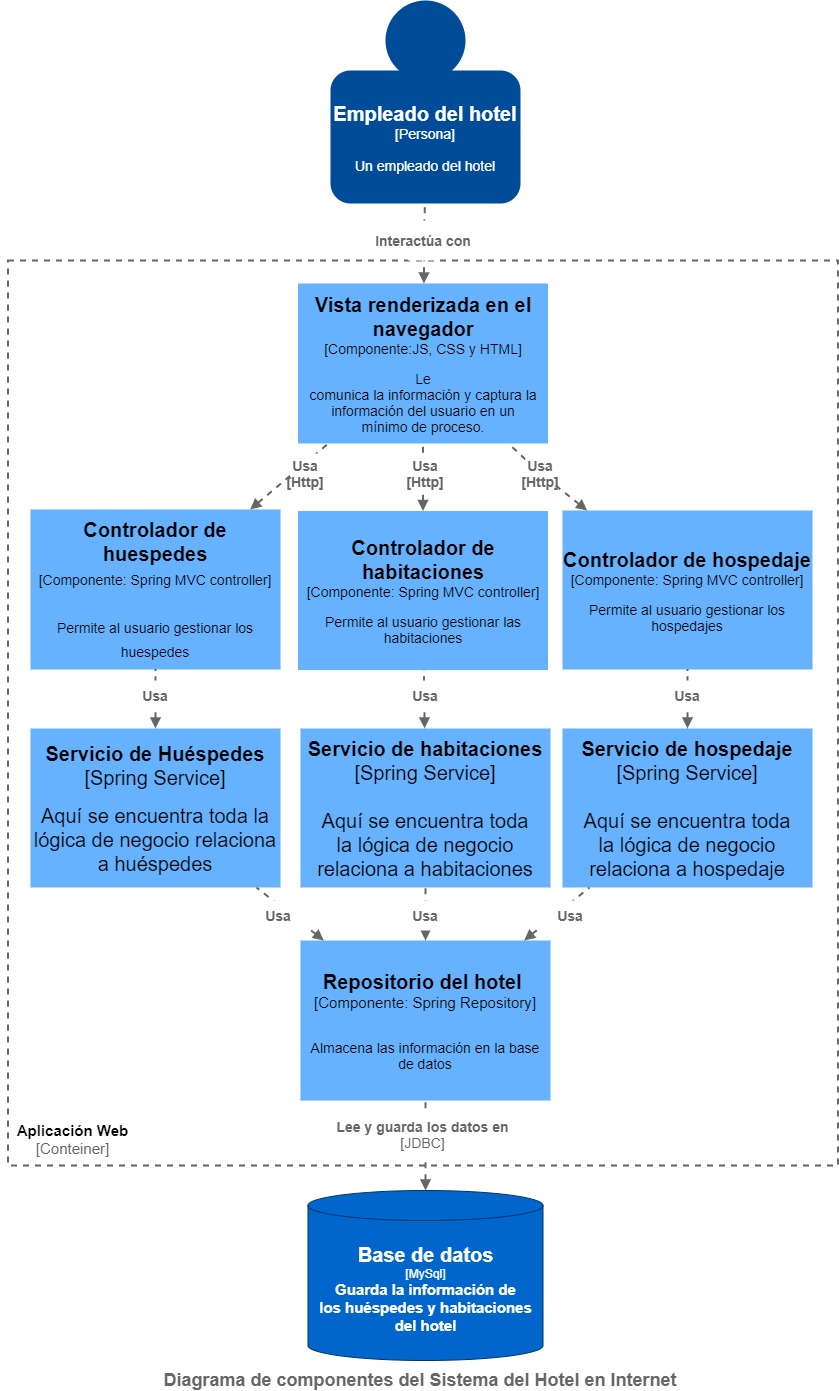 Empleado del hotel
[Persona]
Un empleado del hotel
Interactúa con
Vista renderizada en el
navegador
[Componente:JS, CSS y HTML]
Le
comunica la información y captura la
información del usuario en un
mínimo de proceso.
Usa
[Http]
Usa
[Http]
Usa
[Http]
Controlador de
huespedes
[Componente: Spring MVC controller]
Permite al usuario gestionar los
huespedes
Controlador de
habitaciones
[Componente: Spring MVC controller]
Permite al usuario gestionar las
habitaciones
Controlador de hospedaje
[Componente: Spring MVC controller]
Permite al usuario gestionar los
hospedajes
Usa
Usa
Usa
Servicio de Huéspedes
[Spring Service]
Aquí se encuentra toda la
lógica de negocio relaciona
a huéspedes
Servicio de habitaciones
[Spring Service]
Aquí se encuentra toda
la lógica de negocio
relaciona a habitaciones
Servicio de hospedaje
[Spring Service]
Aquí se encuentra toda
la lógica de negocio
relaciona a hospedaje
Usa
Usa
Usa
Repositorio del hotel
[Componente: Spring Repository]
Almacena las información en la base
de datos
Aplicación Web
[Conteiner]
Lee y guarda los datos en
[JDBC]
Base de datos
[MySql]
Guarda la información de
los huéspedes y habitaciones
del hotel
Diagrama de componentes del Sistema del Hotel en Internet